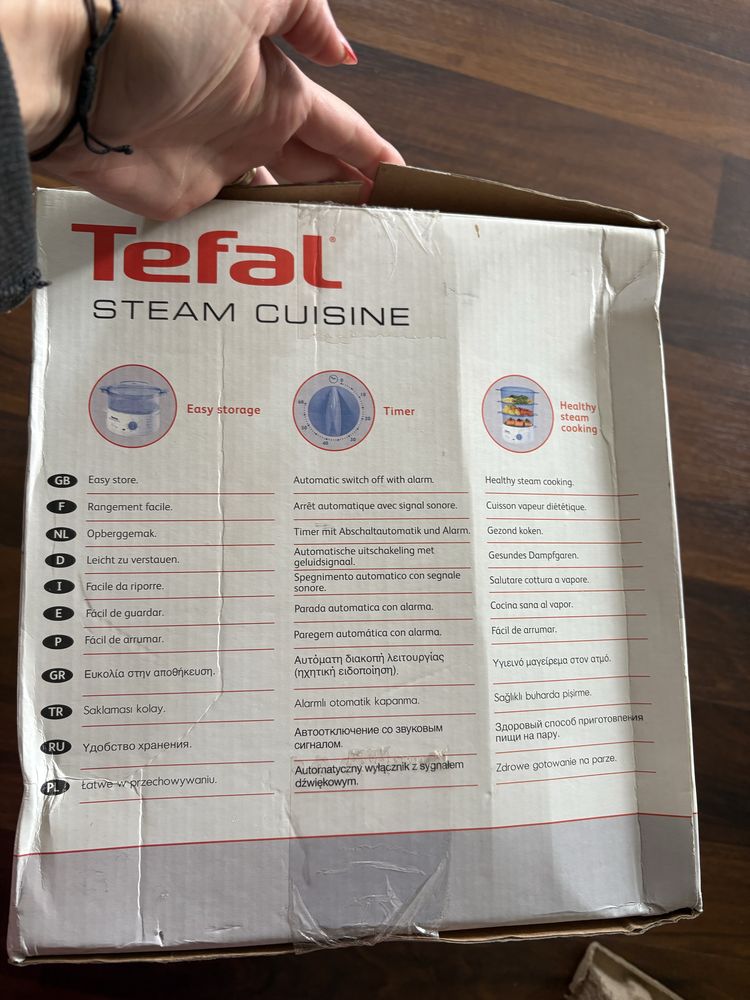 Tefal®
STEAM CUISINE
Easy storage
Timer
Healthy
steam
cooking
GB Easy store. Automatic switch off with alarm. Healthy steam cooking.
F Rangement facile. Arrêt automatique avec signal sonore. Cuisson vapeur diététique.
NL Opberggemak. Timer mit Abschaltautomatik und Alarm. Gezond koken.
D Leicht zu verstauen. Automatische uitschakeling met
geluidsignaal. Gesundes Dampfgaren.
I Facile da riporre. Spegnimento automatico con segnale
sonore. Salutare cottura a vapore.
E Fácil de guardar. Parada automatica con alarma. Cocina sana al vapor.
P Fácil de arrumar. Paregem automática con alarma. Fácil de arrumar.
GR Ευκολία στην αποθήκευση. Αυτόματη διακοπή λειτουργίας
(ηχητική ειδοποίηση). Υγιεινό μαγείρεμα στον ατμό.
TR Saklaması kolay. Alarmlı otomatik kapanma. Sağlıklı buharda pişirme.
RU Удобство хранения. Автоотключение со звуковым
сигналом. Здоровый способ приготовления
пищи на пару.
PL Łatwe w przechowywaniu. Automatyczny wyłącznik z sygnałem
dźwiękowym. Zdrowe gotowanie na parze.